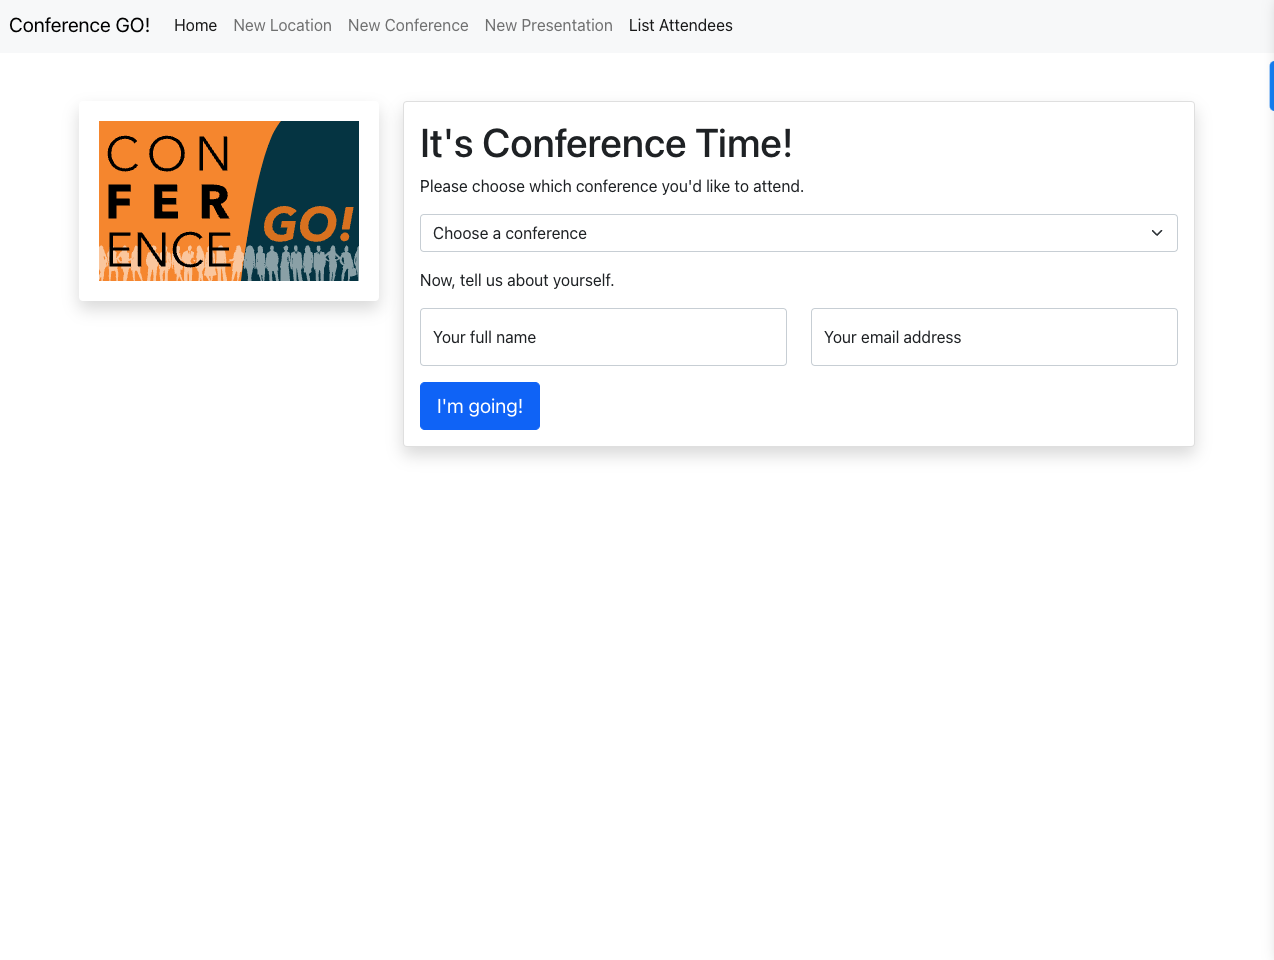 Conference GO! Home New Location New Conference New Presentation List Attendees
CON
FER
ENCE
GO!
It's Conference Time!
Please choose which conference you'd like to attend.
Choose a conference
Now, tell us about yourself.
Your full name Your email address
I'm going!